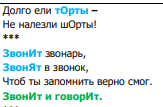 Долго ели тОрты –
Не налезли шОрты!
***
ЗвонИт звонарь,
ЗвонЯт в звонок,
Чтоб ты запомнить верно смог.
ЗвонИт и говорИт.
***